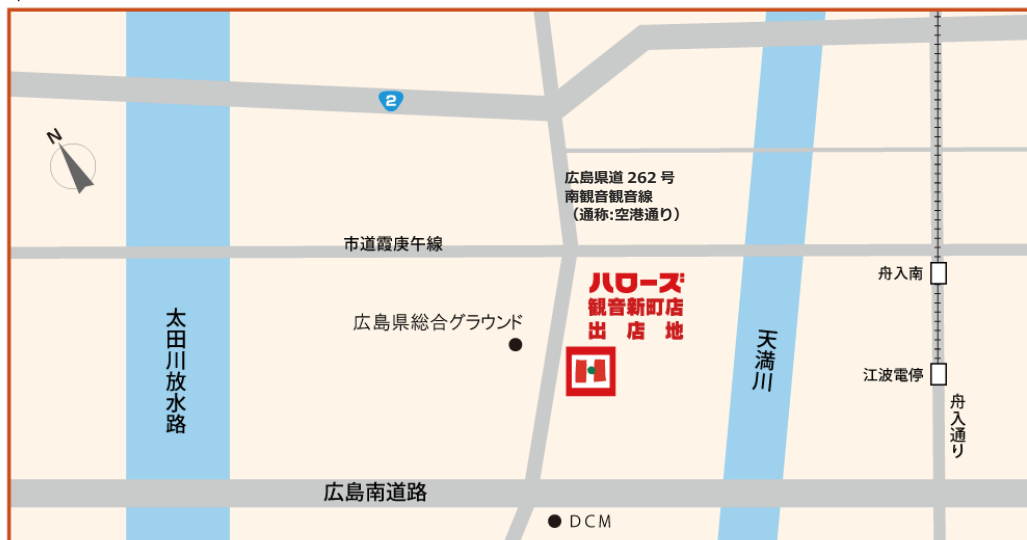 2
N
広島県道 262 号
南観音観音線
（通称:空港通り）
市道霞庚午線
舟入南
ハローズ
観音新町店
出店地
広島県総合グラウンド
太田川放水路
天満川
H
江波電停
舟入通り
広島南道路
DCM